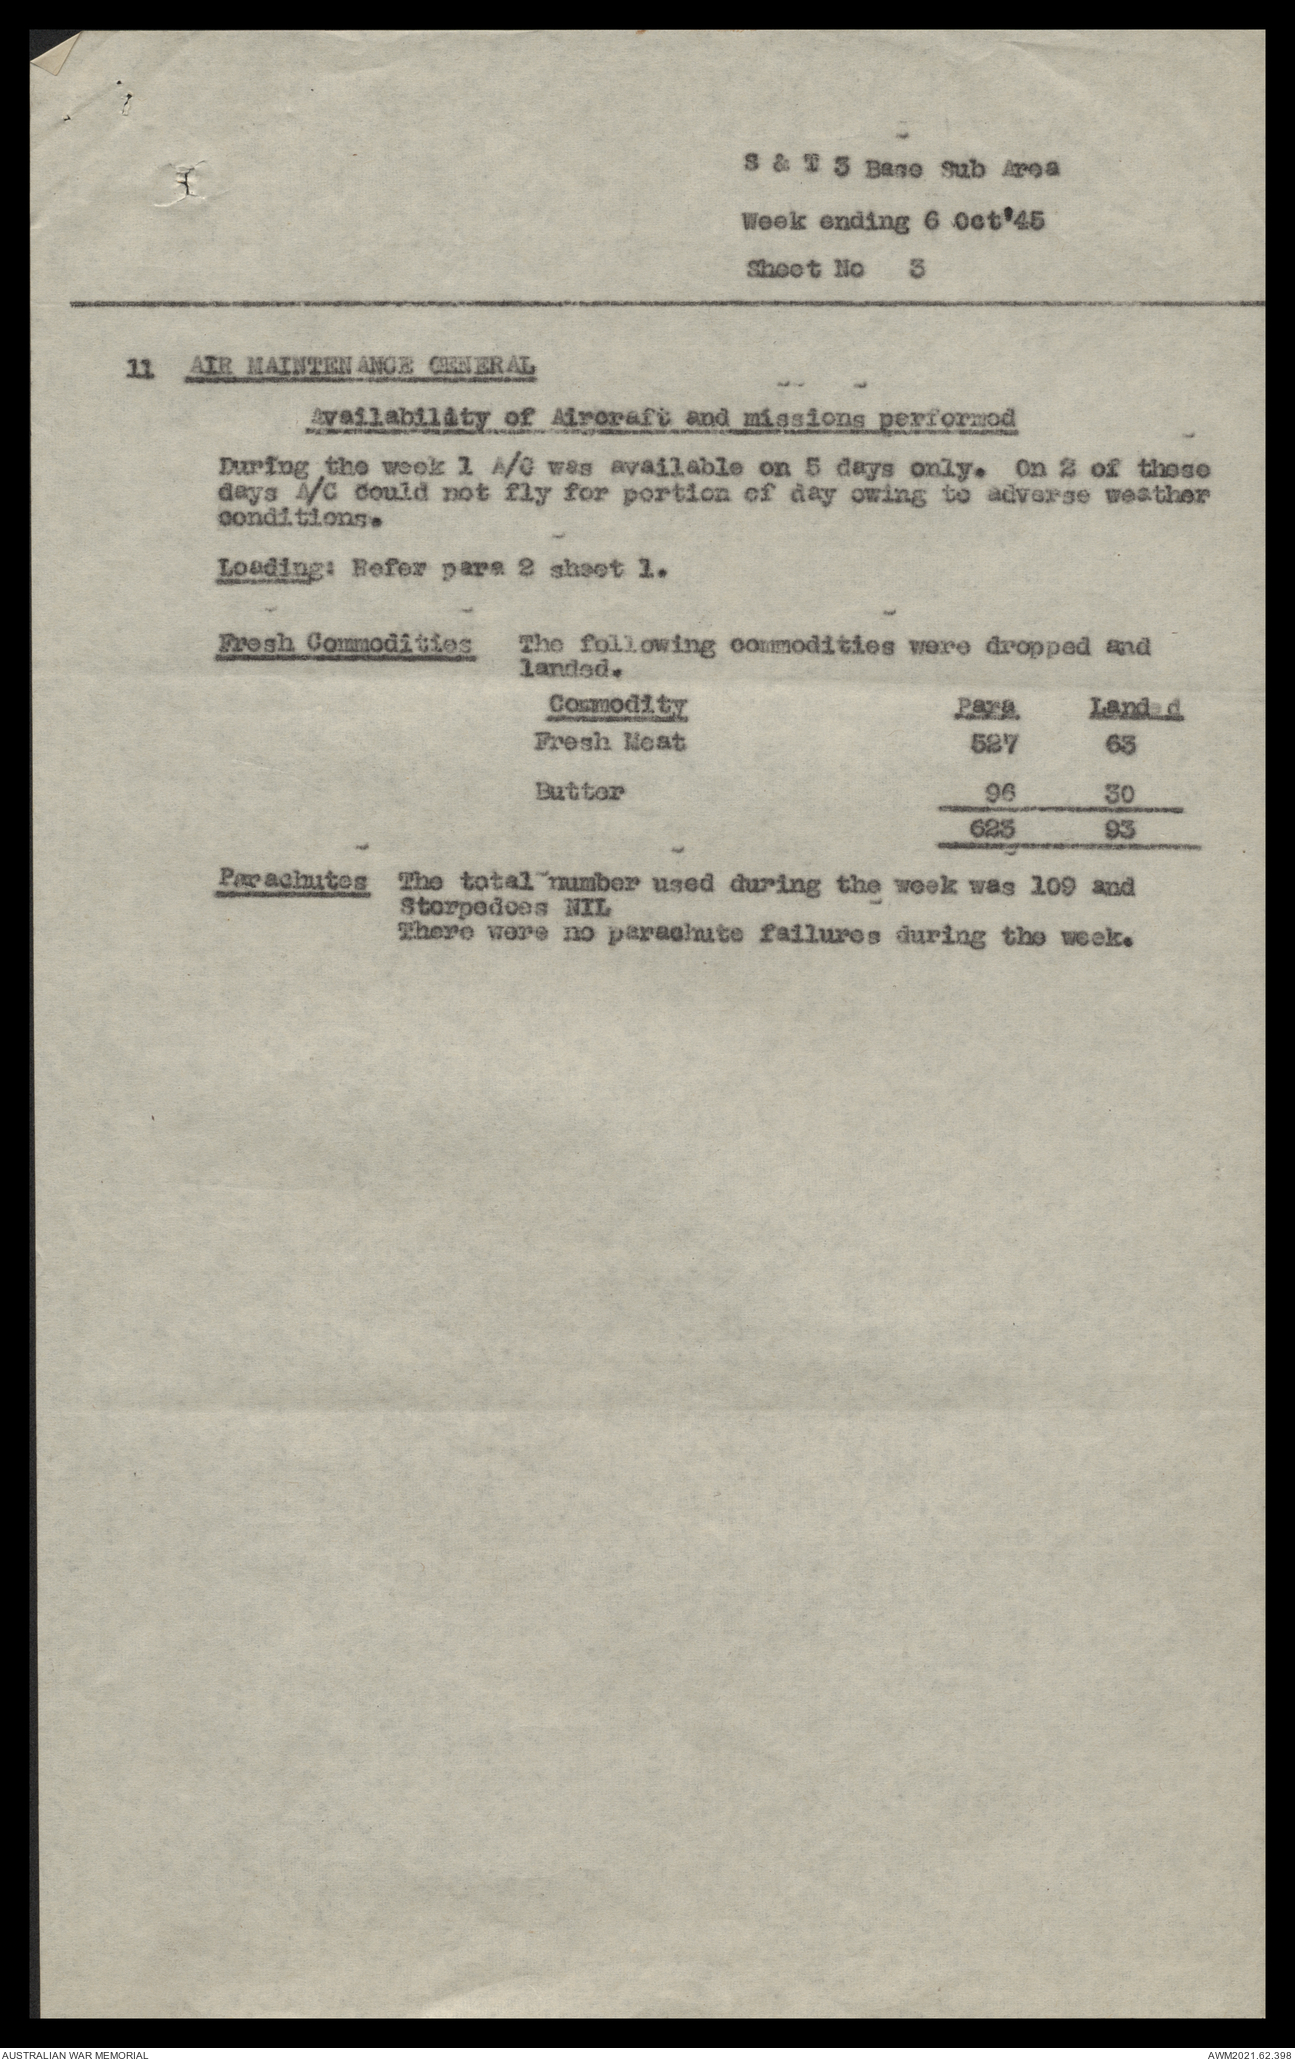 S & T 3 Base Sub Area
Week ending 6 Oct'45
Sheet No 3
11 AIR MAINTENANCE GENERAL
Availability of Aircraft and missions performed
During the week 1 A/C was available on 5 days only. On 2 of these
days A/C Could not fly for portion of day owing to adverse weather
conditions.
Loading: Refer para 2 sheet 1.
Fresh Commodities The following commodities were dropped and
landed.
Commodity Para Landed
Fresh Meat 527 63
Butter 96 30
623 93
Parachutes The total number used during the week was 109 and
Storpedoes NIL
There were no parachute failures during the week.
AUSTRALIAN WAR MEMORIAL AWM2021.62.398